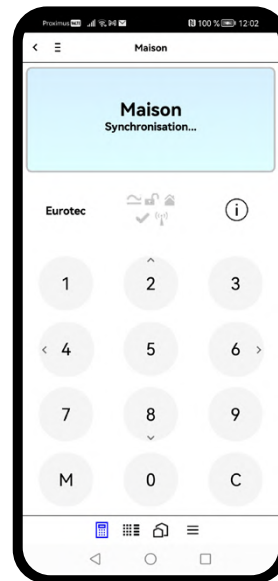 Proximus 100 % 12:02
Maison
Maison
Synchronisation...
Eurotec i
1 2 3
4 5 6
7 8 9
M 0 C